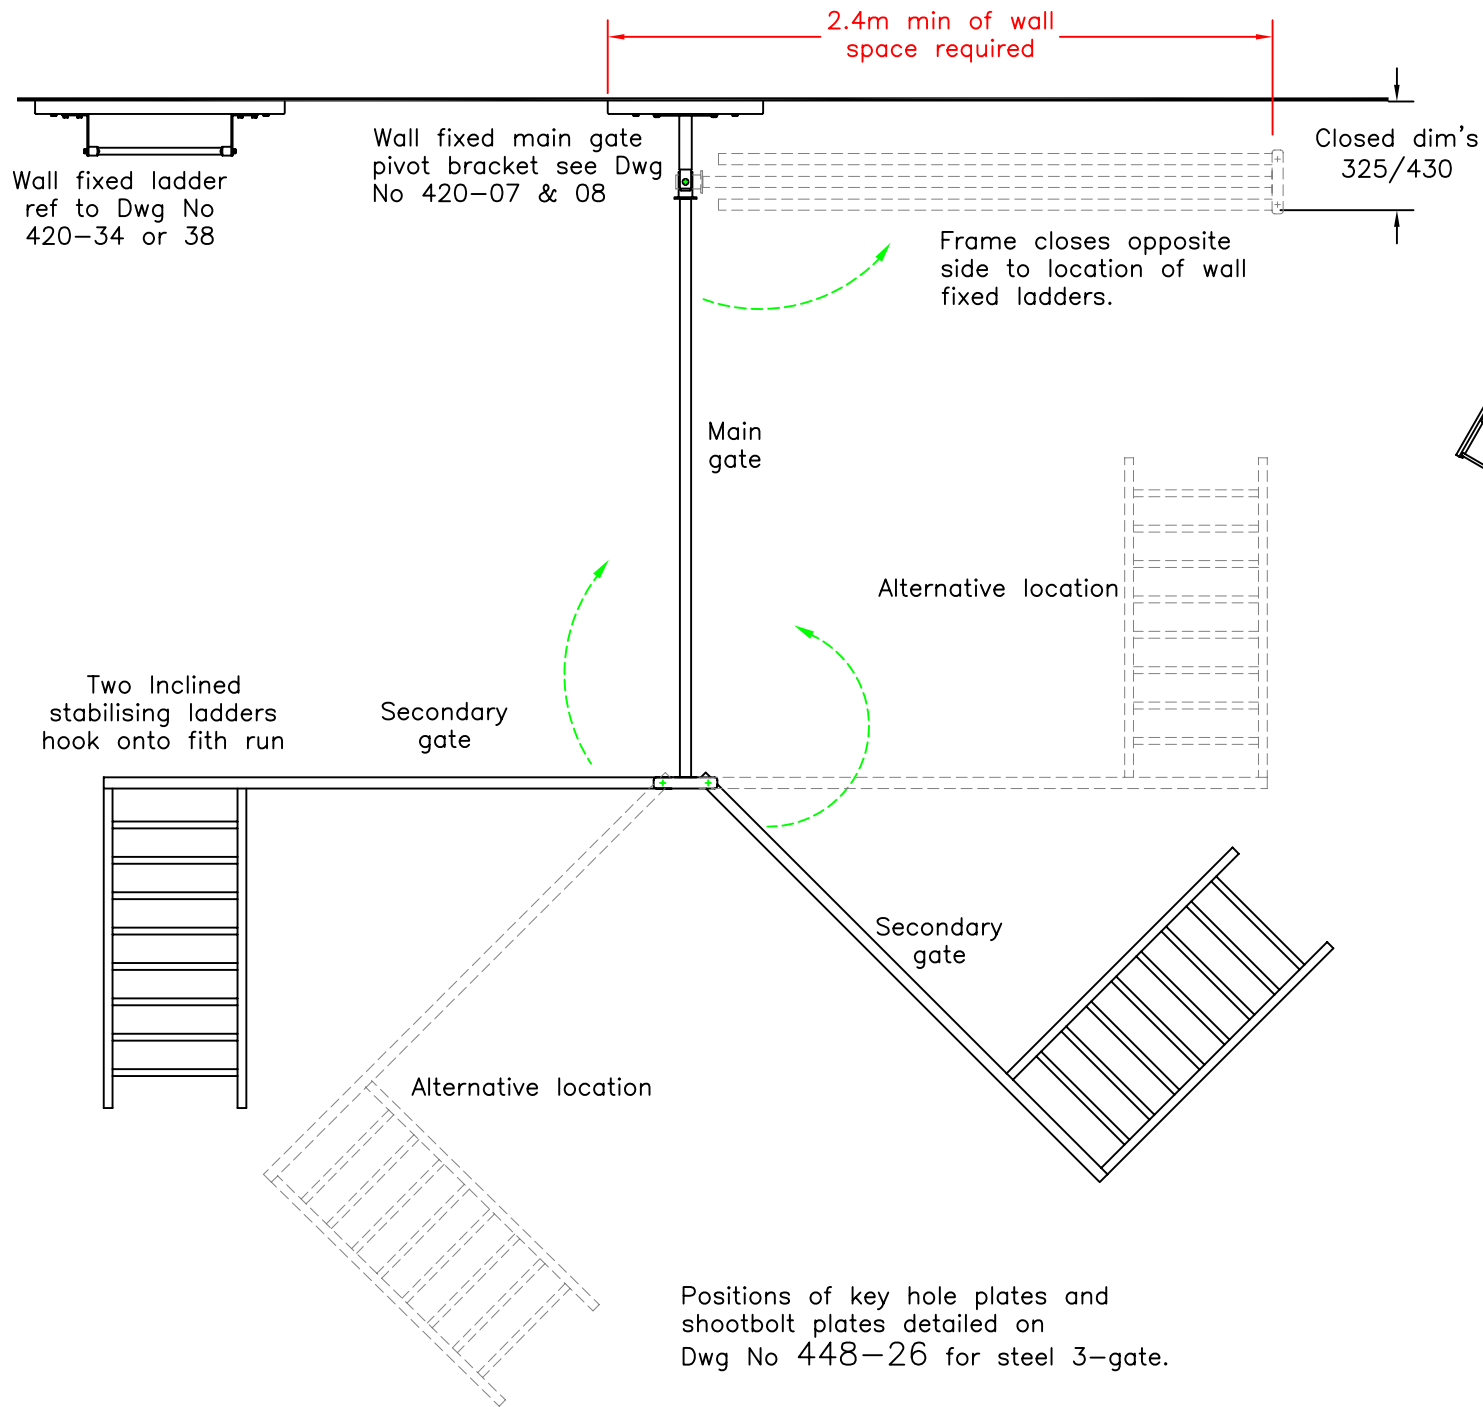 2.4m min of wall
space required
Closed dim's
325/430
Wall fixed main gate
pivot bracket see Dwg
No 420-07 & 08
Wall fixed ladder
ref to Dwg No
420-34 or 38
Frame closes opposite
side to location of wall
fixed ladders.
Main
gate
Alternative location
Two Inclined
stabilising ladders
hook onto fith run
Secondary
gate
Secondary
gate
Alternative location
Positions of key hole plates and
shootbolt plates detailed on
Dwg No 448-26 for steel 3-gate.